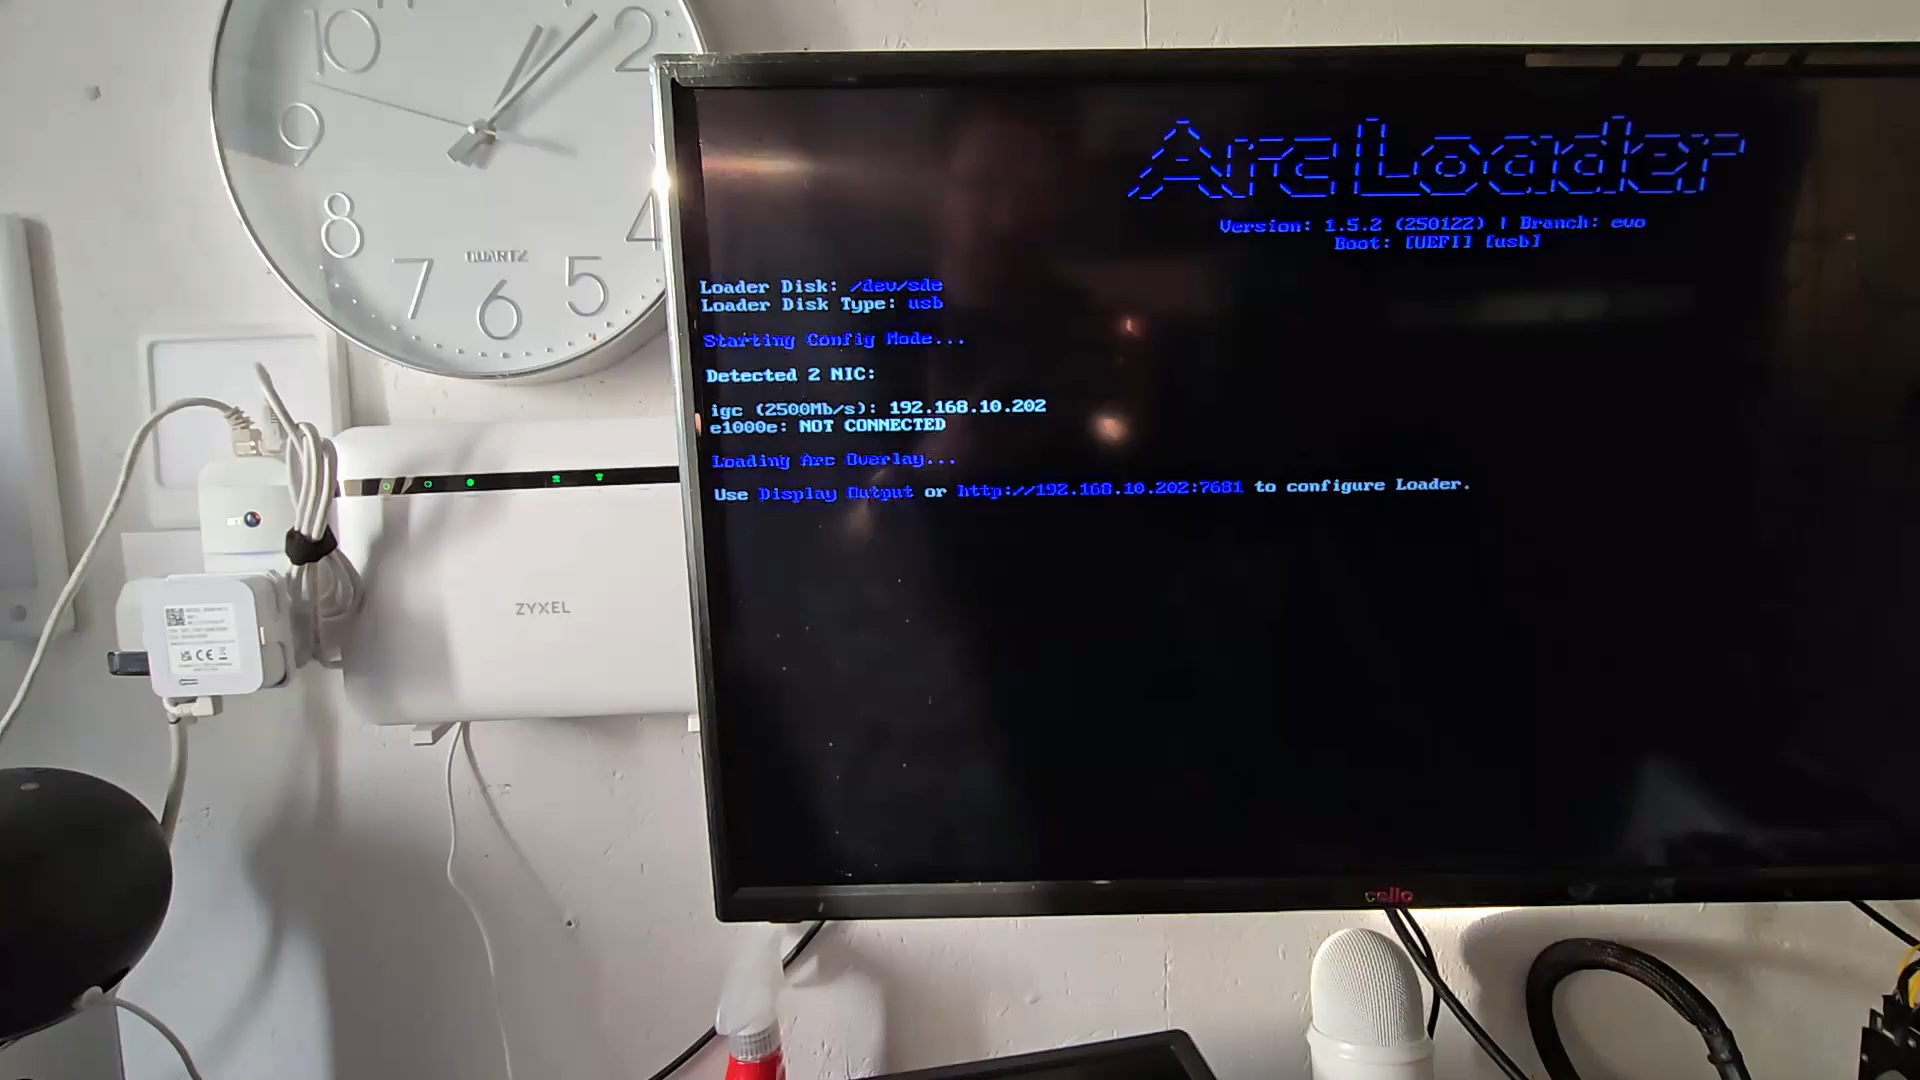 10
2
9
8
4
7
6
5
QUARTZ
Arc Loader
Version: 1.5.2 (250122) | Branch: evo
Boot: [UEFI] [usb]
Loader Disk: /dev/sde
Loader Disk Type: usb
Starting Config Mode...
Detected 2 NIC:
igc (2500Mb/s): 192.168.10.202
e1000e: NOT CONNECTED
Loading Arc Overlay...
Use Display Output or http://192.168.10.202:7681 to configure Loader.
BT
ZYXEL
CE
cello